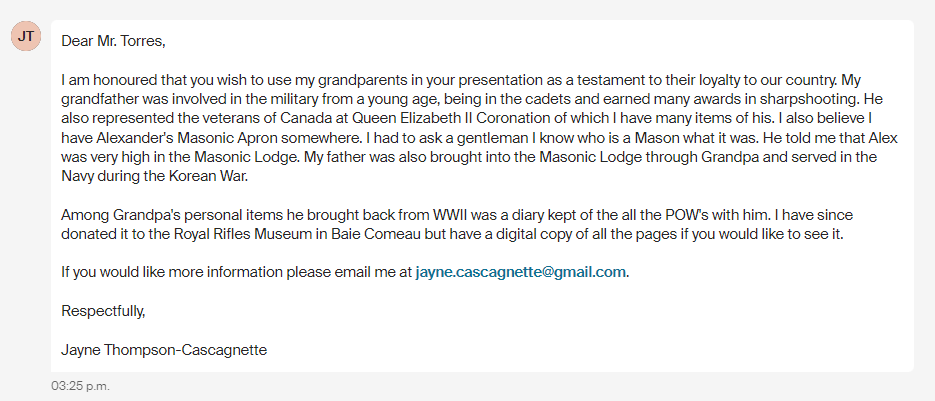 JT
Dear Mr. Torres,
I am honoured that you wish to use my grandparents in your presentation as a testament to their loyalty to our country. My
grandfather was involved in the military from a young age, being in the cadets and earned many awards in sharpshooting. He
also represented the veterans of Canada at Queen Elizabeth II Coronation of which I have many items of his. I also believe I
have Alexander's Masonic Apron somewhere. I had to ask a gentleman I know who is a Mason what it was. He told me that Alex
was very high in the Masonic Lodge. My father was also brought into the Masonic Lodge through Grandpa and served in the
Navy during the Korean War.
Among Grandpa's personal items he brought back from WWII was a diary kept of the all the POW's with him. I have since
donated it to the Royal Rifles Museum in Baie Comeau but have a digital copy of all the pages if you would like to see it.
If you would like more information please email me at jayne.cascagnette@gmail.com.
Respectfully,
Jayne Thompson-Cascagnette
03:25 p.m.